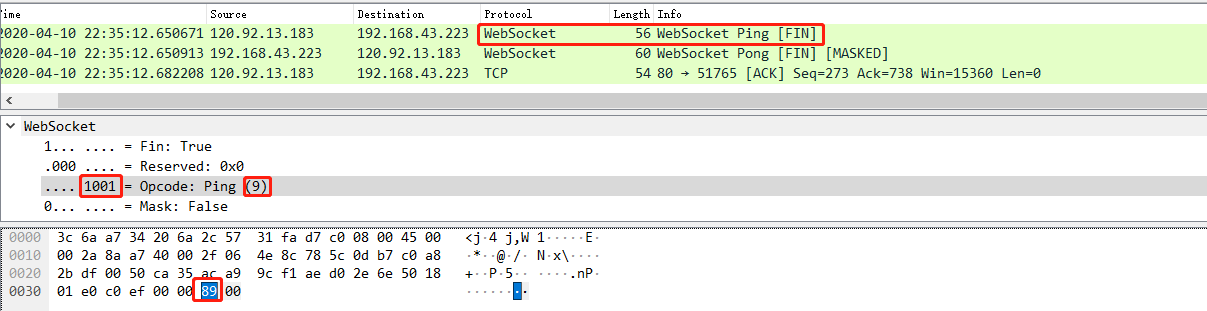 Time Source Destination Protocol Length Info
2020-04-10 22:35:12.650671 120.92.13.183 192.168.43.223 WebSocket 56 WebSocket Ping [FIN]
2020-04-10 22:35:12.650913 192.168.43.223 120.92.13.183 WebSocket 60 WebSocket Pong [FIN] [MASKED]
2020-04-10 22:35:12.682208 120.92.13.183 192.168.43.223 TCP 54 80 → 51765 [ACK] Seq=273 Ack=738 Win=15360 Len=0
WebSocket
1... .... = Fin: True
.000 .... = Reserved: 0x0
.... 1001 = Opcode: Ping (9)
0... .... = Mask: False
0000 3c 6a a7 34 20 6a 2c 57 31 fa d7 c0 08 00 45 00 <j·4 j,W 1·····E·
0010 00 2a 8a a7 40 00 2f 06 4e 8c 78 5c 0d b7 c0 a8 ·*··@·/· N·x\····
0020 2b df 00 50 ca 35 ac a9 9c f1 ae d0 2e 6e 50 18 +··P·5·· ····.nP·
0030 01 e0 c0 ef 00 00 89 00 ········